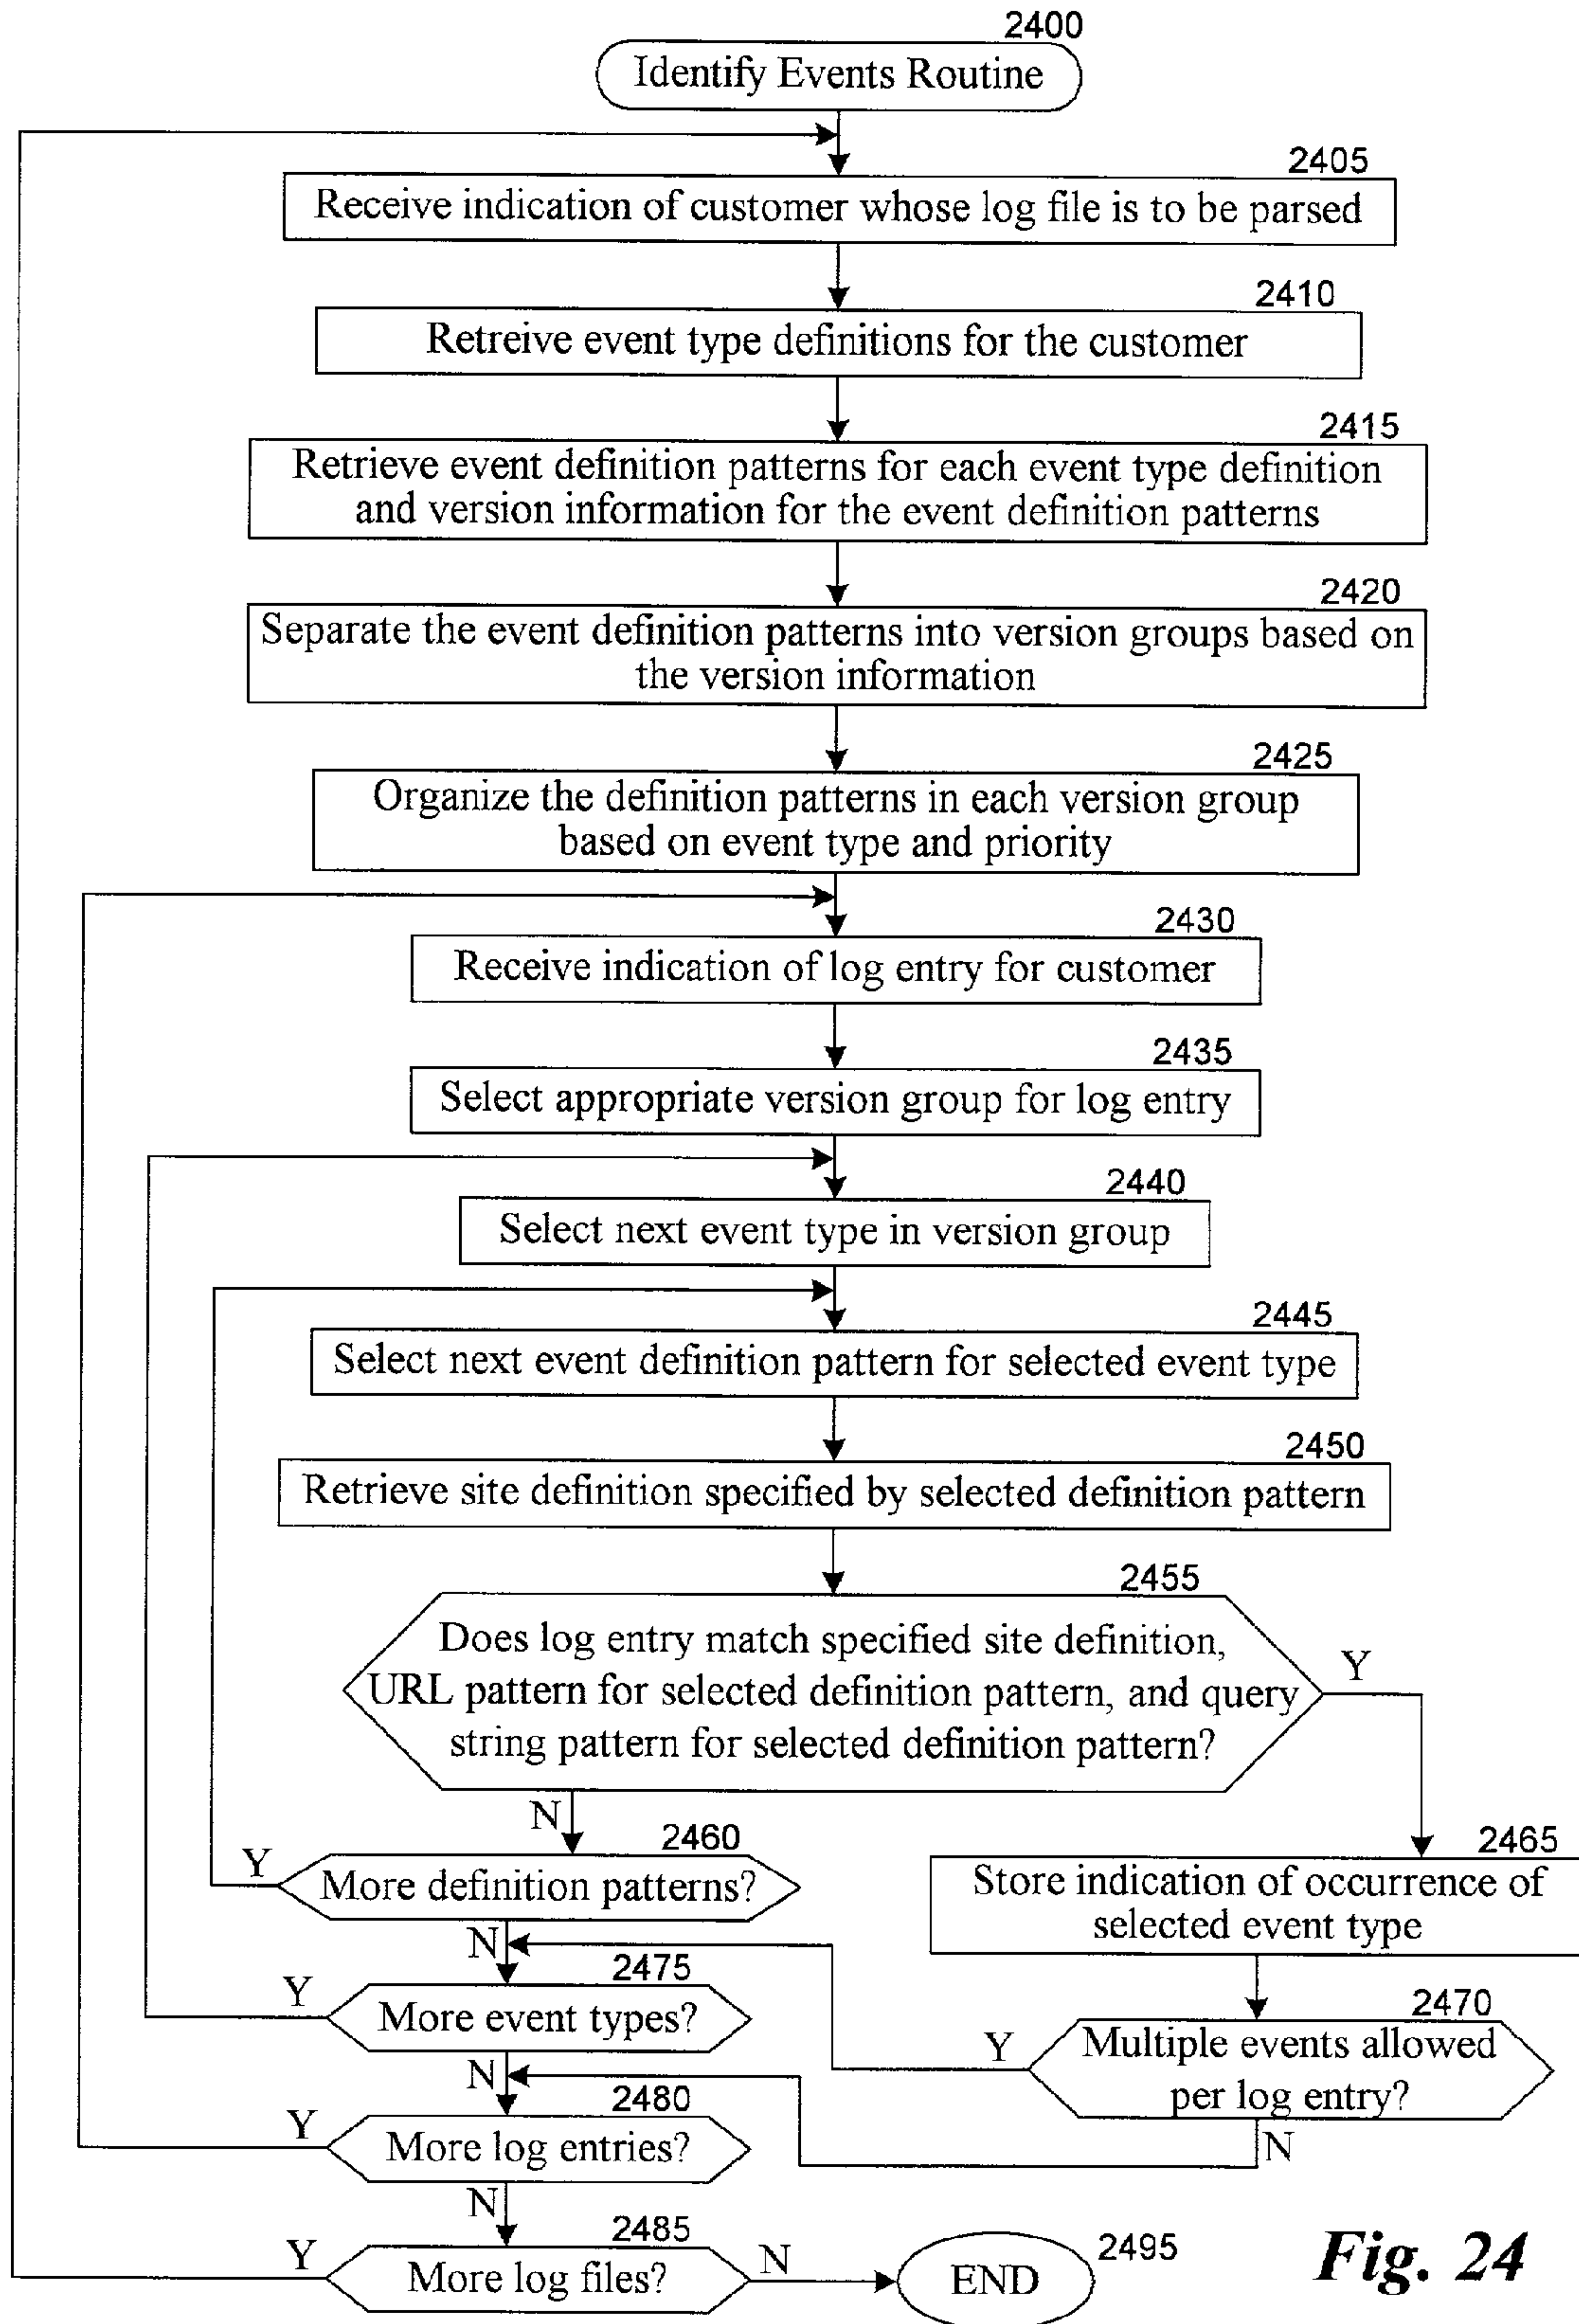 2400
Identify Events Routine
2405
Receive indication of customer whose log file is to be parsed
2410
Retreive event type definitions for the customer
2415
Retrieve event definition patterns for each event type definition
and version information for the event definition patterns
2420
Separate the event definition patterns into version groups based on
the version information
2425
Organize the definition patterns in each version group
based on event type and priority
2430
Receive indication of log entry for customer
2435
Select appropriate version group for log entry
2440
Select next event type in version group
2445
Select next event definition pattern for selected event type
2450
Retrieve site definition specified by selected definition pattern
2455
Does log entry match specified site definition,
URL pattern for selected definition pattern, and query
string pattern for selected definition pattern?
Y
N
2460
Y
More definition patterns?
2465
Store indication of occurrence of
selected event type
N
2475
Y
More event types?
2470
Y
Multiple events allowed
per log entry?
N
2480
Y
More log entries?
N
N
2485
Y
More log files?
N
END
2495
Fig. 24